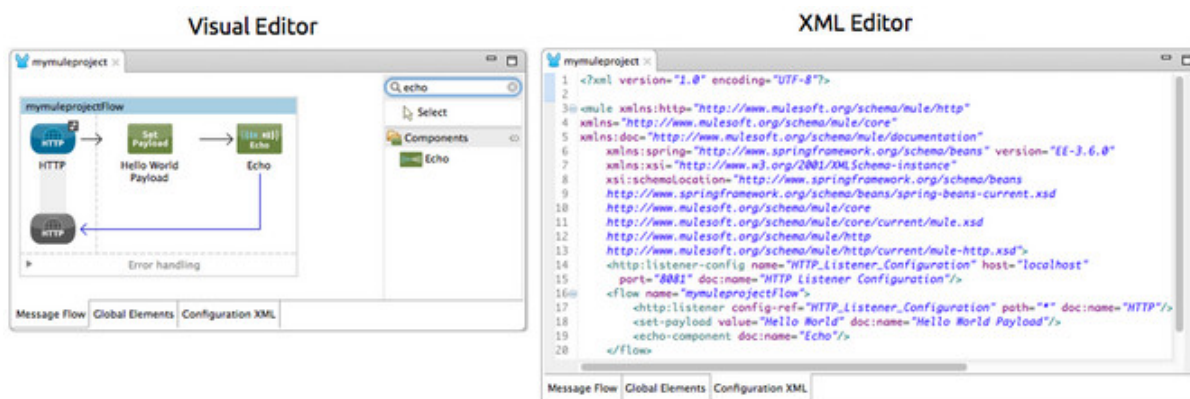 Visual Editor
mymuleproject
mymuleprojectFlow
HTTP
Set
Payload
Echo
HTTP
Hello World
Payload
Echo
HTTP
Error handling
echo
Select
Components
Echo
Message Flow Global Elements Configuration XML
XML Editor
mymuleproject
1 <?xml version="1.0" encoding="UTF-8"?>
2
3 <mule xmlns:http="http://www.mulesoft.org/schema/mule/http"
4 xmlns="http://www.mulesoft.org/schema/mule/core"
5 xmlns:doc="http://www.mulesoft.org/schema/mule/documentation"
6 xmlns:spring="http://www.springframework.org/schema/beans" version="EE-3.6.0"
7 xmlns:xsi="http://www.w3.org/2001/XMLSchema-instance"
8 xsi:schemaLocation="http://www.springframework.org/schema/beans
9 http://www.springframework.org/schema/beans/spring-beans-current.xsd
10 http://www.mulesoft.org/schema/mule/core
11 http://www.mulesoft.org/schema/mule/core/current/mule.xsd
12 http://www.mulesoft.org/schema/mule/http
13 http://www.mulesoft.org/schema/mule/http/current/mule-http.xsd">
14 <http:listener-config name="HTTP_Listener_Configuration" host="localhost"
15 port="8081" doc:name="HTTP Listener Configuration"/>
16 <flow name="mymuleprojectFlow">
17 <http:listener config-ref="HTTP_Listener_Configuration" path="*" doc:name="HTTP"/>
18 <set-payload value="Hello World" doc:name="Hello World Payload"/>
19 <echo-component doc:name="Echo"/>
20 </flow>
Message Flow Global Elements Configuration XML